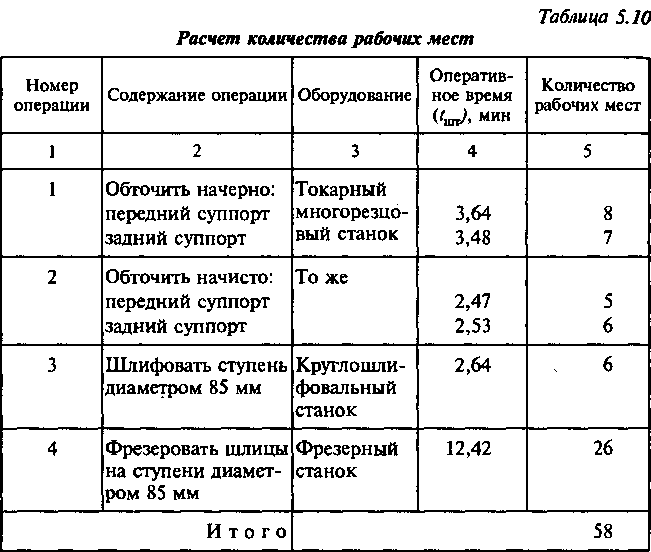 Таблица 5.10
Расчет количества рабочих мест
Номер операции | Содержание операции | Оборудование | Оперативное время (tшт), мин | Количество рабочих мест
1 | 2 | 3 | 4 | 5
1 | Обточить начерно: | Токарный
передний суппорт | многорезцо- | 3,64 | 8
задний суппорт | вый станок | 3,48 | 7
2 | Обточить начисто: | То же
передний суппорт | 2,47 | 5
задний суппорт | 2,53 | 6
3 | Шлифовать ступень | Круглошли- | 2,64 | 6
диаметром 85 мм | фовальный
станок
4 | Фрезеровать шлицы | Фрезерный | 12,42 | 26
на ступени диамет- | станок
ром 85 мм
Итого | 58